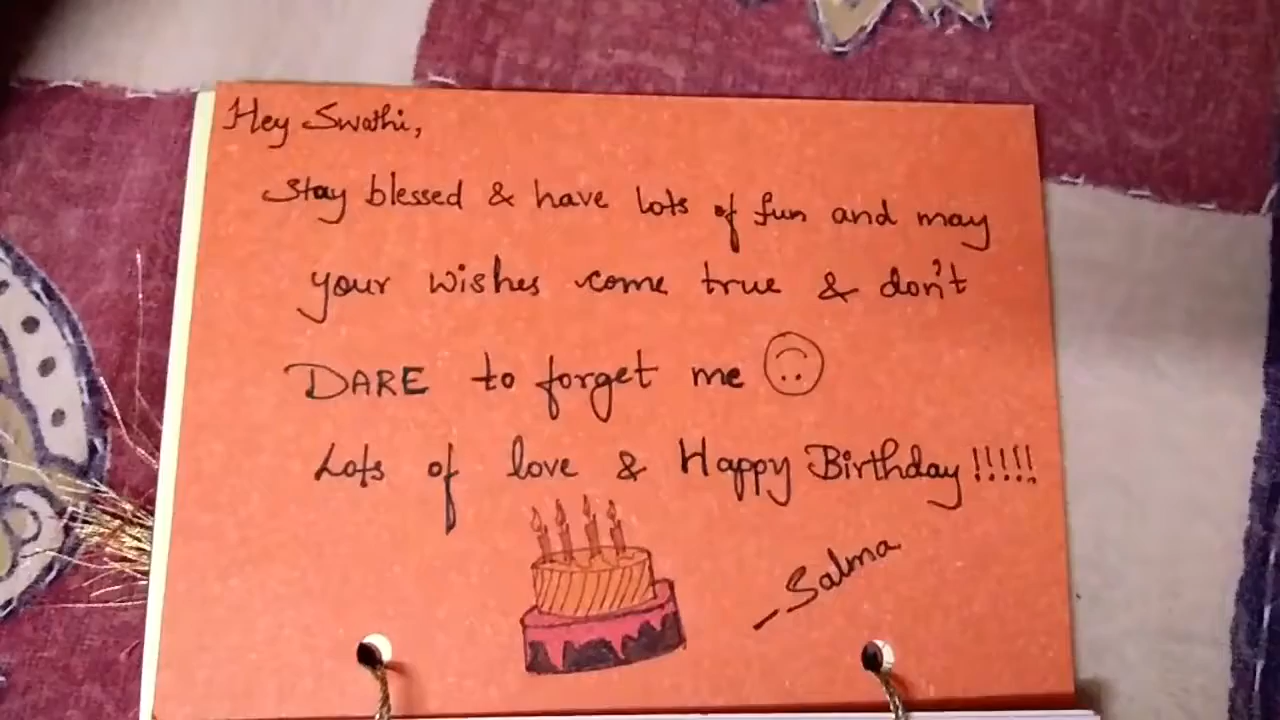 Hey Swathi,
Stay blessed & have lots of fun and may
your wishes come true & don't
DARE to forget me
Lots of love & Happy Birthday!!!!!
-Salma